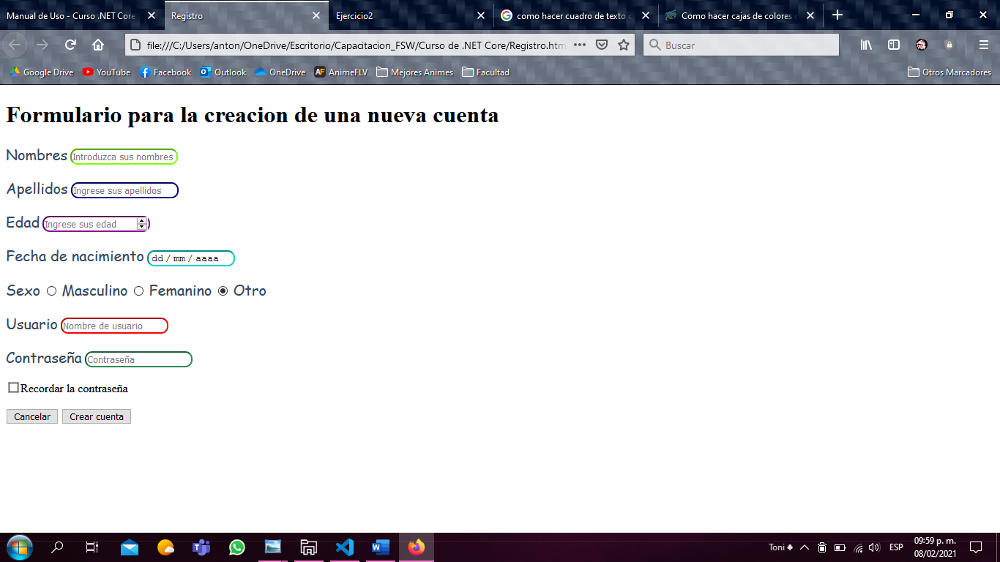 Manual de Uso - Curso .NET Core
Registro
Ejercicio2
como hacer cuadro de texto
Como hacer cajas de colores
file:///C:/Users/anton/OneDrive/Escritorio/Capacitacion_FSW/Curso de .NET Core/Registro.htm
Buscar
Google Drive YouTube Facebook Outlook OneDrive AF AnimeFLV Mejores Animes Facultad Otros Marcadores
Formulario para la creacion de una nueva cuenta
Nombres Introduzca sus nombres
Apellidos Ingrese sus apellidos
Edad Ingrese sus edad
Fecha de nacimiento dd / mm / aaaa
Sexo Masculino Femanino Otro
Usuario Nombre de usuario
Contraseña Contraseña
Recordar la contraseña
Cancelar Crear cuenta
Toni ESP 09:59 p. m.
08/02/2021